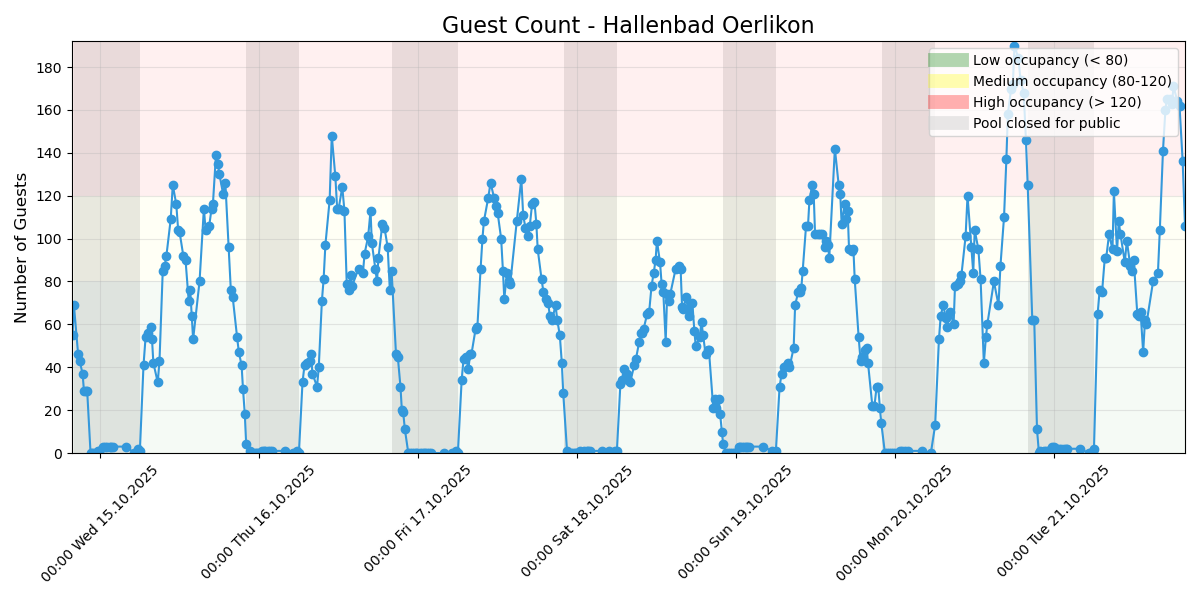 Guest Count - Hallenbad Oerlikon
Number of Guests
180
160
140
120
100
80
60
40
20
0
Low occupancy (< 80)
Medium occupancy (80-120)
High occupancy (> 120)
Pool closed for public
00:00 Wed 15.10.2025
00:00 Thu 16.10.2025
00:00 Fri 17.10.2025
00:00 Sat 18.10.2025
00:00 Sun 19.10.2025
00:00 Mon 20.10.2025
00:00 Tue 21.10.2025